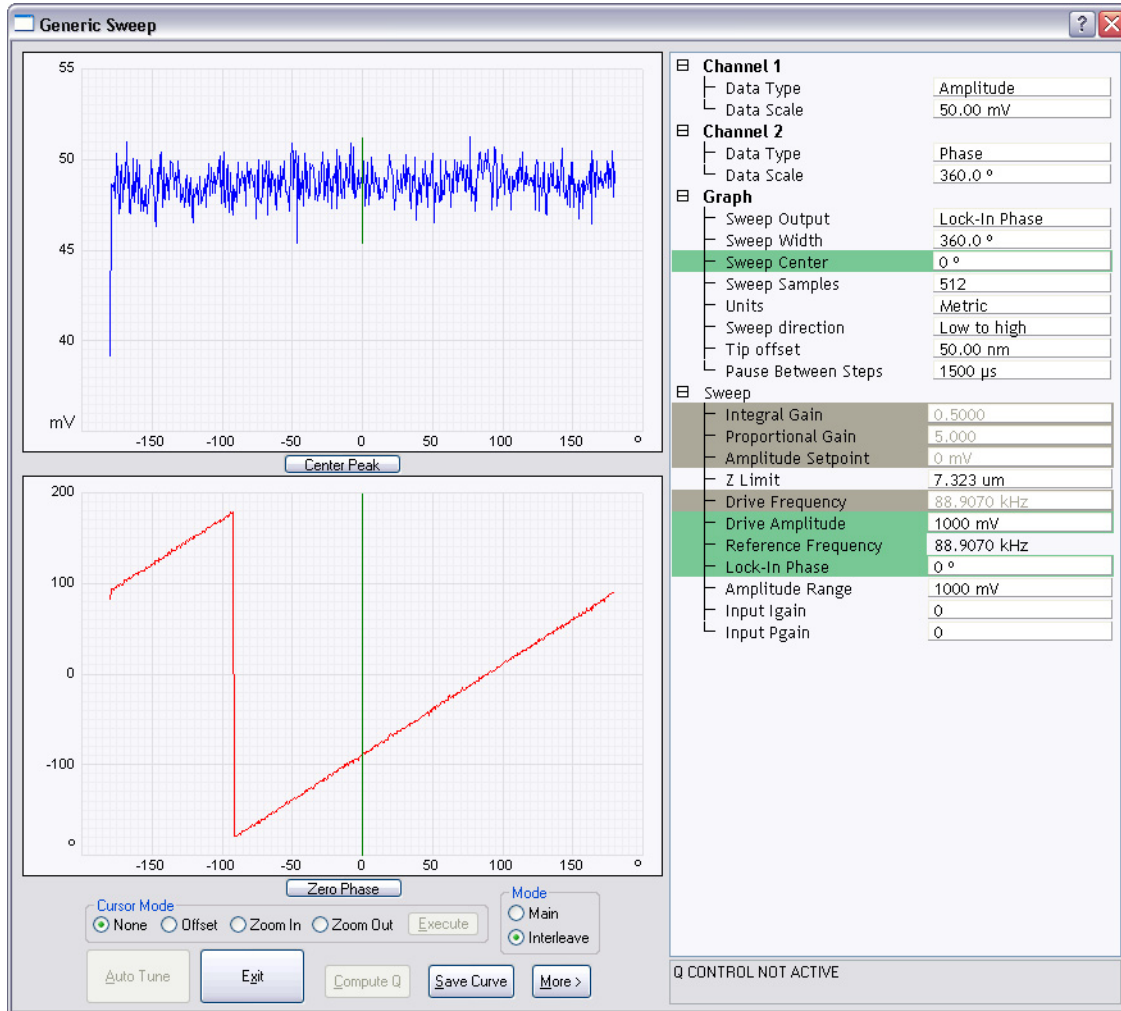 Generic Sweep
?
55
50
45
40
mV
-150 -100 -50 0 50 100 150 º
Center Peak
200
100
0
-100
º
-150 -100 -50 0 50 100 150 º
Zero Phase
Cursor Mode
None Offset Zoom In Zoom Out Execute
Mode
Main
Interleave
Auto Tune Exit Compute Q Save Curve More >
Channel 1
Data Type Amplitude
Data Scale 50.00 mV
Channel 2
Data Type Phase
Data Scale 360.0 º
Graph
Sweep Output Lock-In Phase
Sweep Width 360.0 º
Sweep Center 0 º
Sweep Samples 512
Units Metric
Sweep direction Low to high
Tip offset 50.00 nm
Pause Between Steps 1500 µs
Sweep
Integral Gain 0.5000
Proportional Gain 5.000
Amplitude Setpoint 0 mV
Z Limit 7.323 um
Drive Frequency 88.9070 kHz
Drive Amplitude 1000 mV
Reference Frequency 88.9070 kHz
Lock-In Phase 0 º
Amplitude Range 1000 mV
Input Igain 0
Input Pgain 0
Q CONTROL NOT ACTIVE